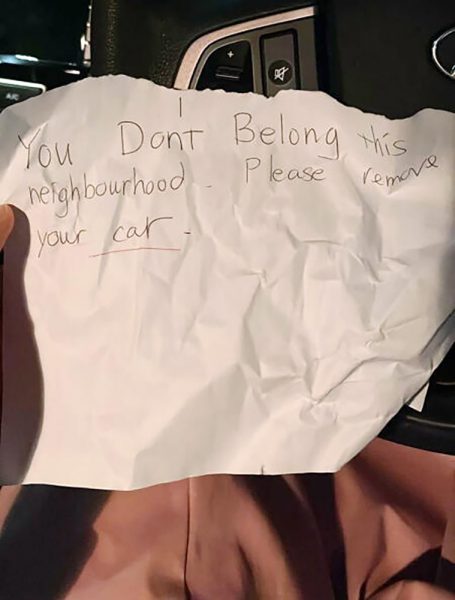 You Dont Belong this
neighbourhood. Please remove
your car.